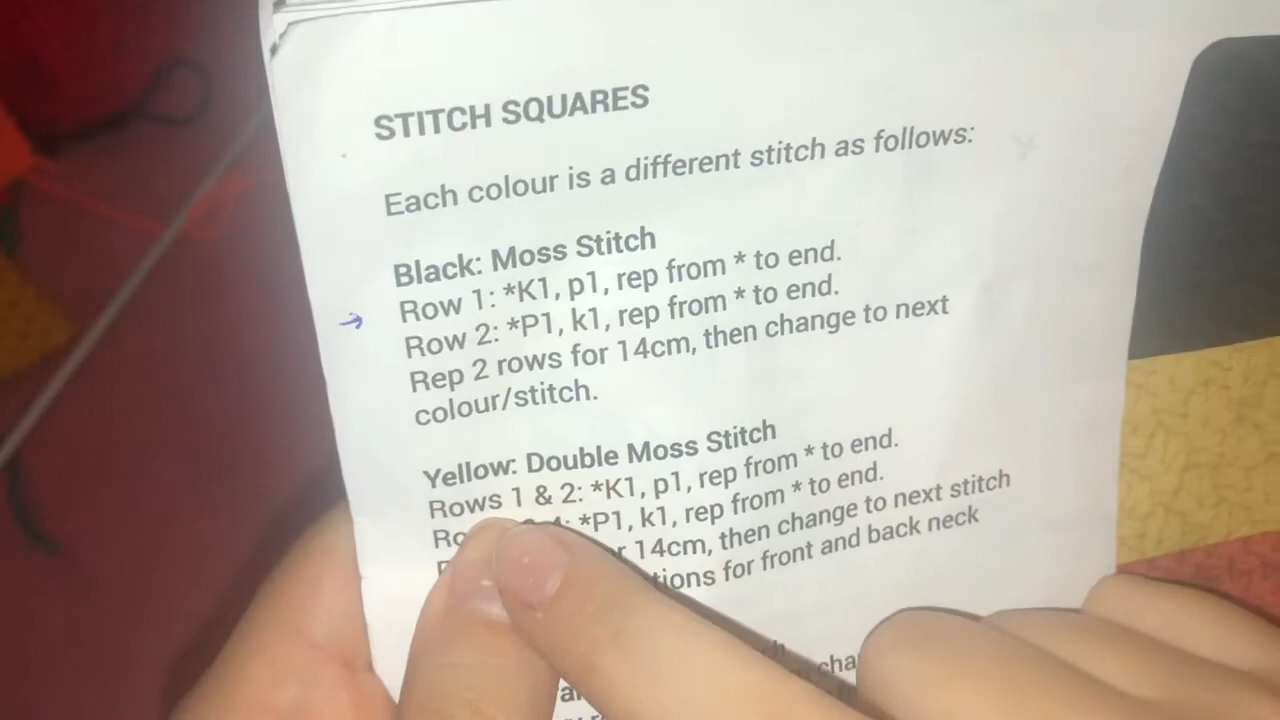 STITCH SQUARES
Each colour is a different stitch as follows:
Black: Moss Stitch
Row 1: *K1, p1, rep from * to end.
Row 2: *P1, k1, rep from * to end.
Rep 2 rows for 14cm, then change to next
colour/stitch.
Yellow: Double Moss Stitch
Rows 1 & 2: *K1, p1, rep from * to end.
4: *P1, k1, rep from * to end.
14cm, then change to next stitch
for front and back neck